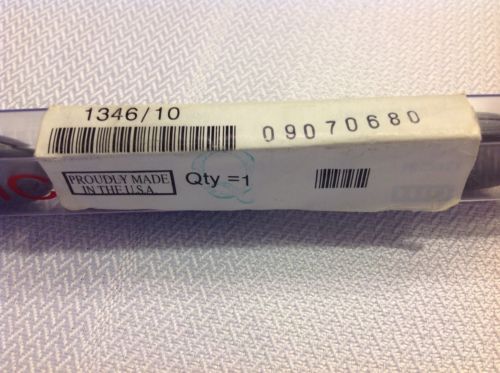 1346/10
09070680
PROUDLY MADE
IN THE U.S.A.
Qty =1